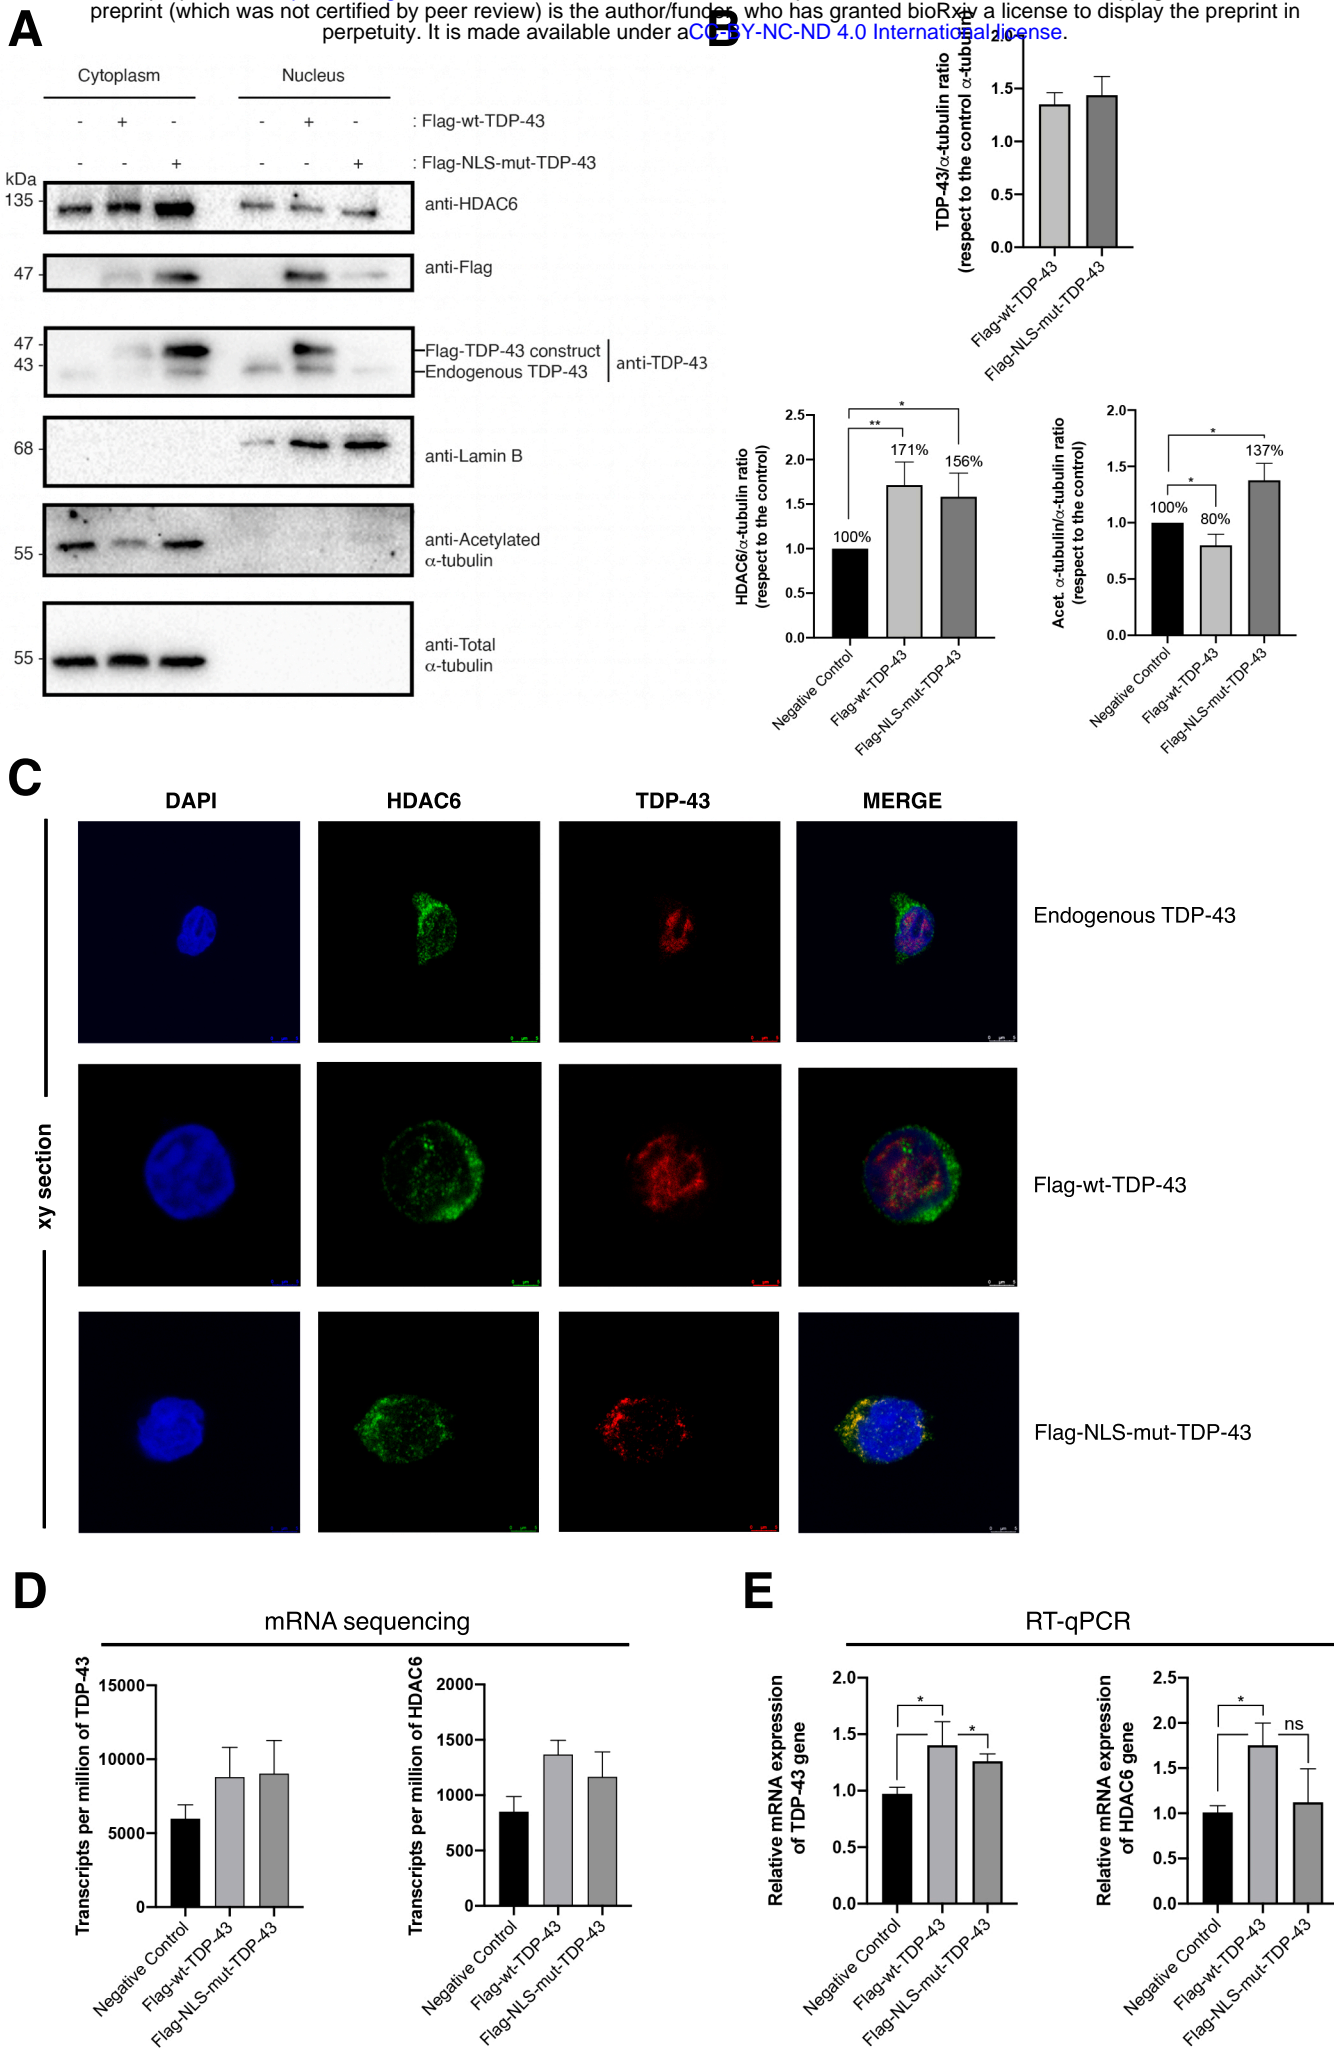 preprint (which was not certified by peer review) is the author/funder, who has granted bioRxiv a license to display the preprint in
perpetuity. It is made available under aCC-BY-NC-ND 4.0 International license.
A
Cytoplasm
Nucleus
- + - - + - : Flag-wt-TDP-43
- - + - - + : Flag-NLS-mut-TDP-43
kDa
135
anti-HDAC6
47
anti-Flag
47
43
Flag-TDP-43 construct
Endogenous TDP-43
anti-TDP-43
68
anti-Lamin B
55
anti-Acetylated
α-tubulin
55
anti-Total
α-tubulin
B
TDP-43/α-tubulin ratio
(respect to the control α-tubulin)
2.0
1.5
1.0
0.5
0.0
Flag-wt-TDP-43
Flag-NLS-mut-TDP-43
HDAC6/α-tubulin ratio
(respect to the control)
2.5
2.0
1.5
1.0
0.5
0.0
*
**
100%
171%
156%
Negative Control
Flag-wt-TDP-43
Flag-NLS-mut-TDP-43
Acet. α-tubulin/α-tubulin ratio
(respect to the control)
2.0
1.5
1.0
0.5
0.0
*
*
100%
80%
137%
Negative Control
Flag-wt-TDP-43
Flag-NLS-mut-TDP-43
C
DAPI
HDAC6
TDP-43
MERGE
xy section
Endogenous TDP-43
Flag-wt-TDP-43
Flag-NLS-mut-TDP-43
D
mRNA sequencing
Transcripts per million of TDP-43
15000
10000
5000
0
Negative Control
Flag-wt-TDP-43
Flag-NLS-mut-TDP-43
Transcripts per million of HDAC6
2000
1500
1000
500
0
Negative Control
Flag-wt-TDP-43
Flag-NLS-mut-TDP-43
E
RT-qPCR
Relative mRNA expression
of TDP-43 gene
2.0
1.5
1.0
0.5
0.0
*
*
Negative Control
Flag-wt-TDP-43
Flag-NLS-mut-TDP-43
Relative mRNA expression
of HDAC6 gene
2.5
2.0
1.5
1.0
0.5
0.0
*
ns
Negative Control
Flag-wt-TDP-43
Flag-NLS-mut-TDP-43